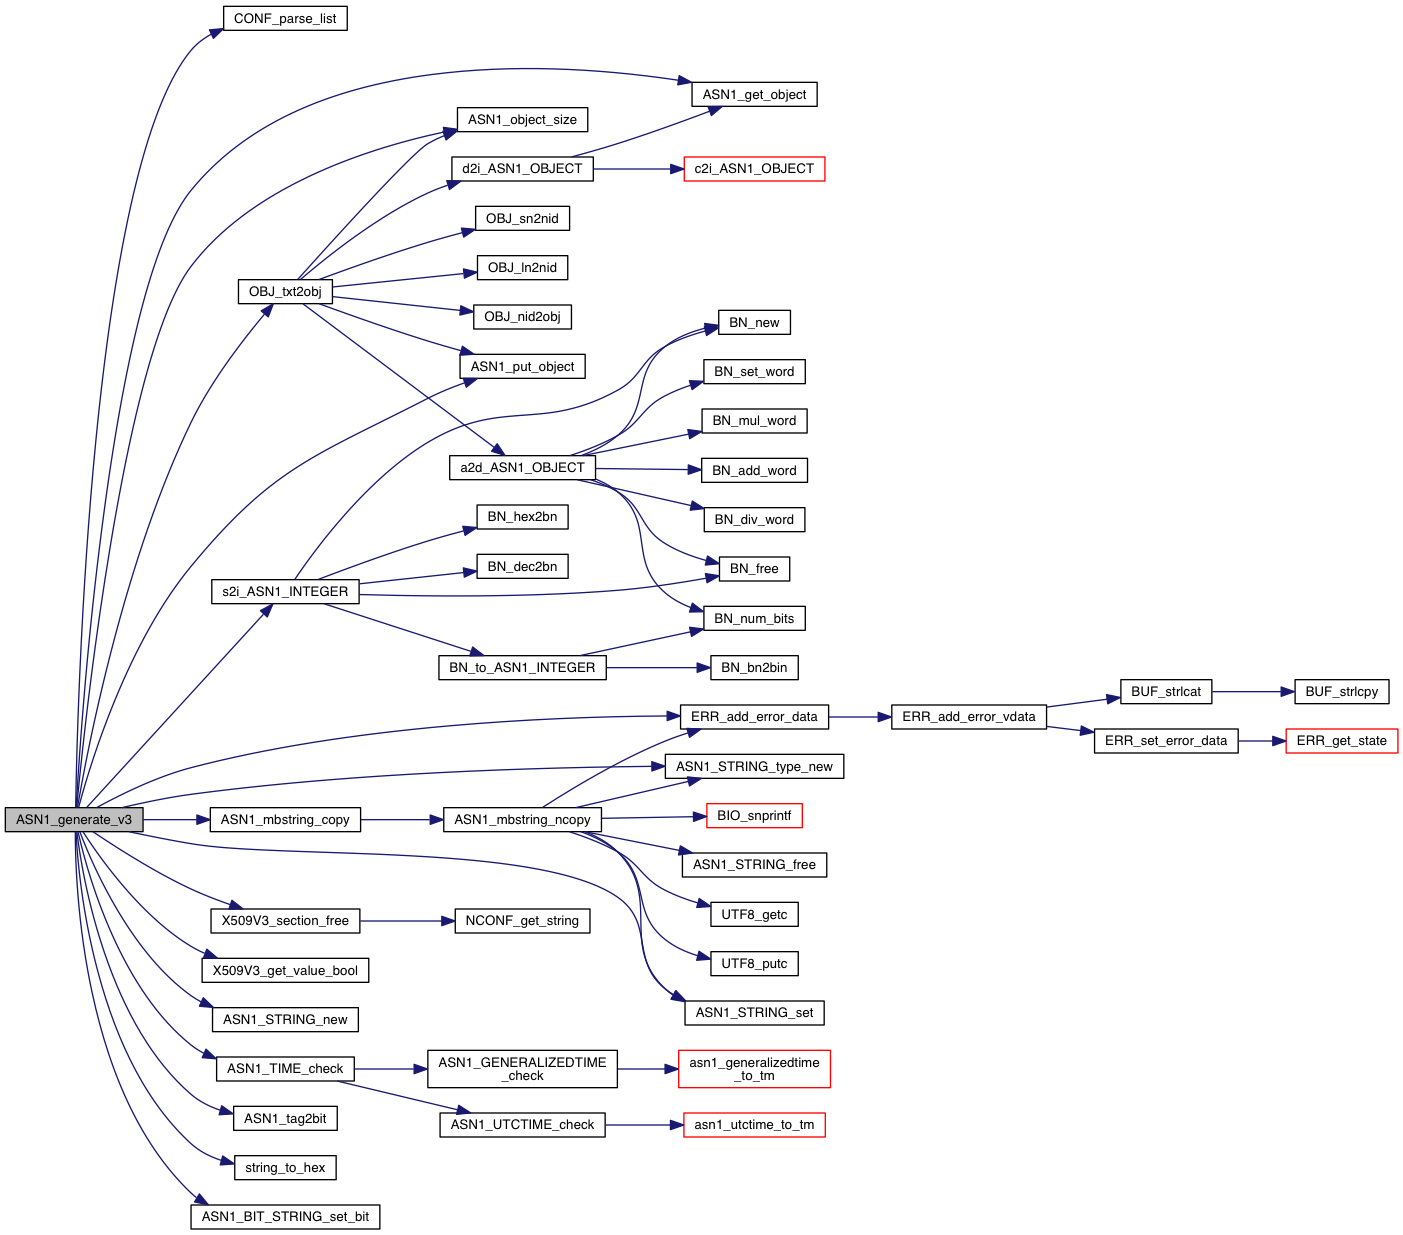 CONF_parse_list
ASN1_get_object
ASN1_object_size
d2i_ASN1_OBJECT
c2i_ASN1_OBJECT
OBJ_sn2nid
OBJ_ln2nid
OBJ_txt2obj
OBJ_nid2obj
BN_new
ASN1_put_object
BN_set_word
BN_mul_word
a2d_ASN1_OBJECT
BN_add_word
BN_hex2bn
BN_div_word
BN_dec2bn
BN_free
s2i_ASN1_INTEGER
BN_num_bits
BN_to_ASN1_INTEGER
BN_bn2bin
BUF_strlcat
BUF_strlcpy
ERR_add_error_data
ERR_add_error_vdata
ERR_set_error_data
ERR_get_state
ASN1_STRING_type_new
ASN1_generate_v3
ASN1_mbstring_copy
ASN1_mbstring_ncopy
BIO_snprintf
ASN1_STRING_free
UTF8_getc
X509V3_section_free
NCONF_get_string
UTF8_putc
X509V3_get_value_bool
ASN1_STRING_set
ASN1_STRING_new
ASN1_TIME_check
ASN1_GENERALIZEDTIME
_check
asn1_generalizedtime
_to_tm
ASN1_tag2bit
ASN1_UTCTIME_check
asn1_utctime_to_tm
string_to_hex
ASN1_BIT_STRING_set_bit